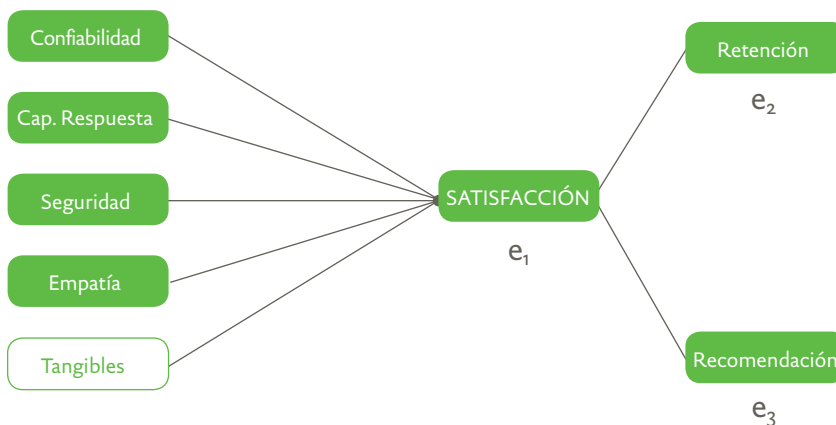 Confiabilidad
Cap. Respuesta
Seguridad
Empatía
Tangibles
SATISFACCIÓN
e₁
Retención
e₂
Recomendación
e₃